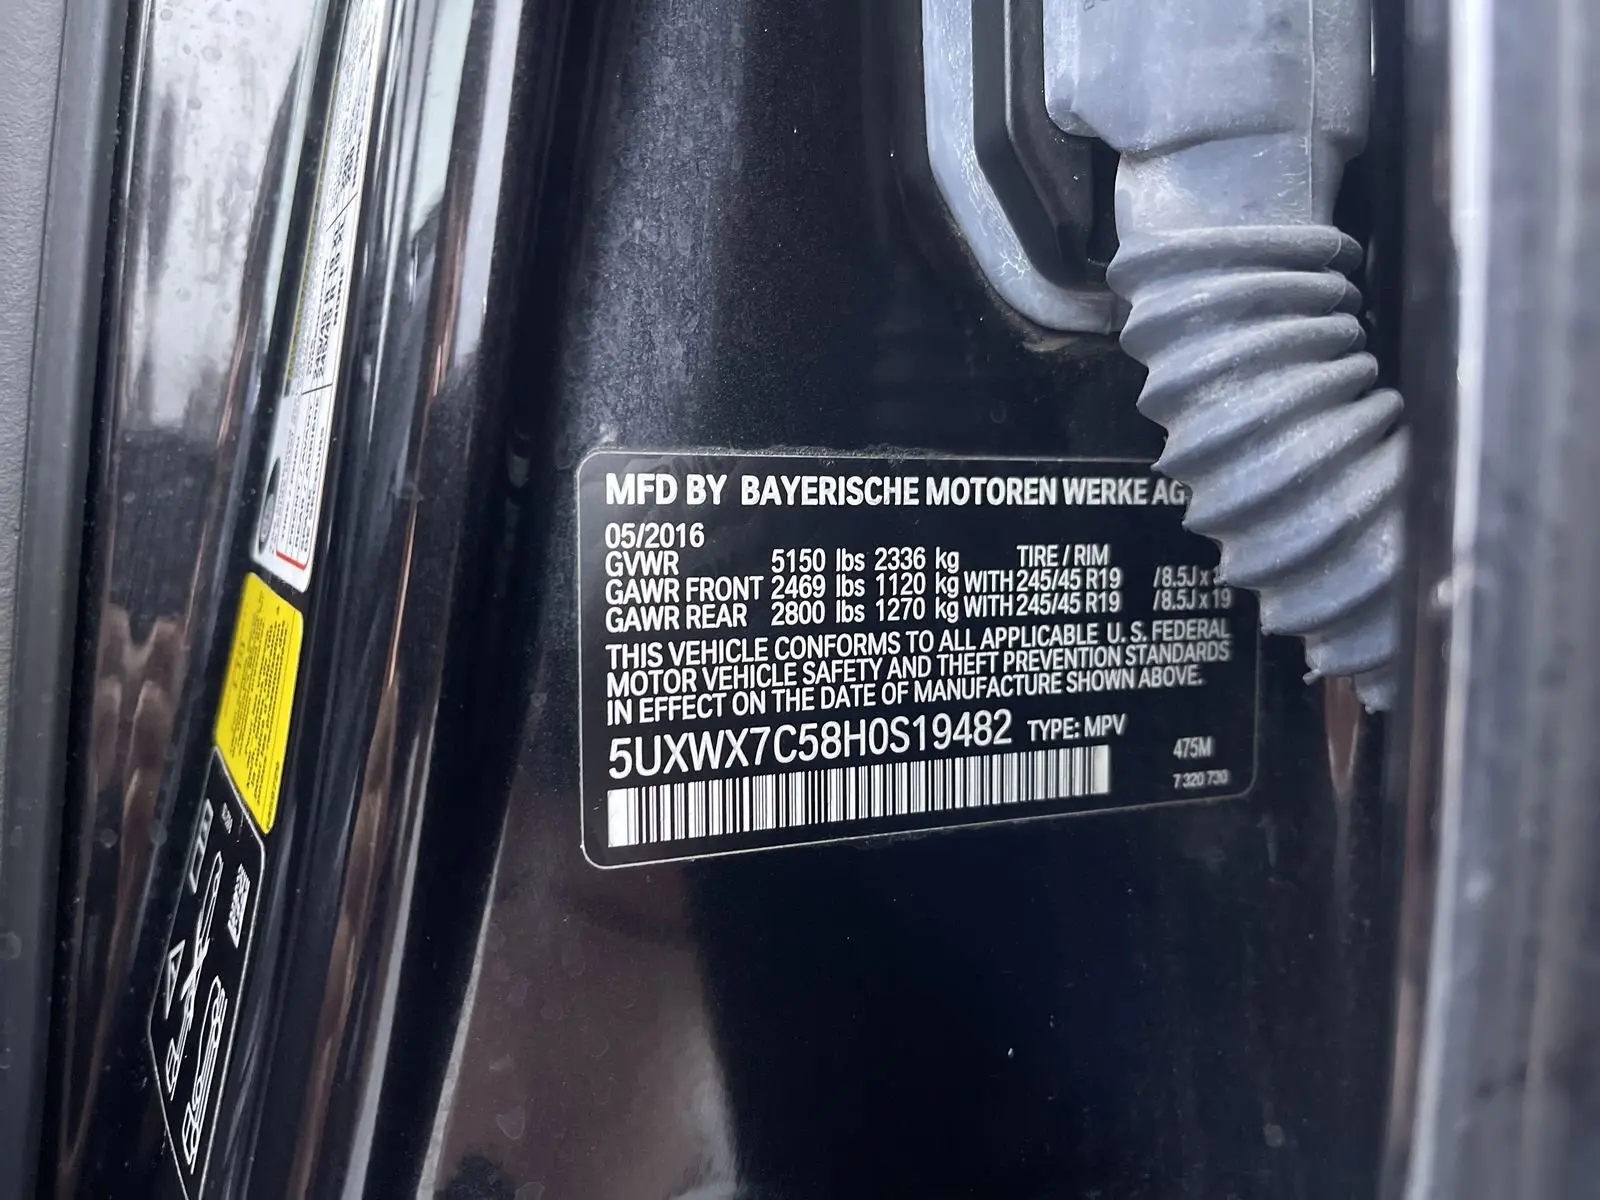 MFD BY BAYERISCHE MOTOREN WERKE AG
05/2016
GVWR 5150 lbs 2336 kg TIRE / RIM
GAWR FRONT 2469 lbs 1120 kg WITH 245/45 R19 / 8.5J x
GAWR REAR 2800 lbs 1270 kg WITH 245/45 R19 / 8.5J x 19
THIS VEHICLE CONFORMS TO ALL APPLICABLE U. S. FEDERAL
MOTOR VEHICLE SAFETY AND THEFT PREVENTION STANDARDS
IN EFFECT ON THE DATE OF MANUFACTURE SHOWN ABOVE.
5UXWX7C58H0S19482 TYPE: MPV
475M
7 320 730